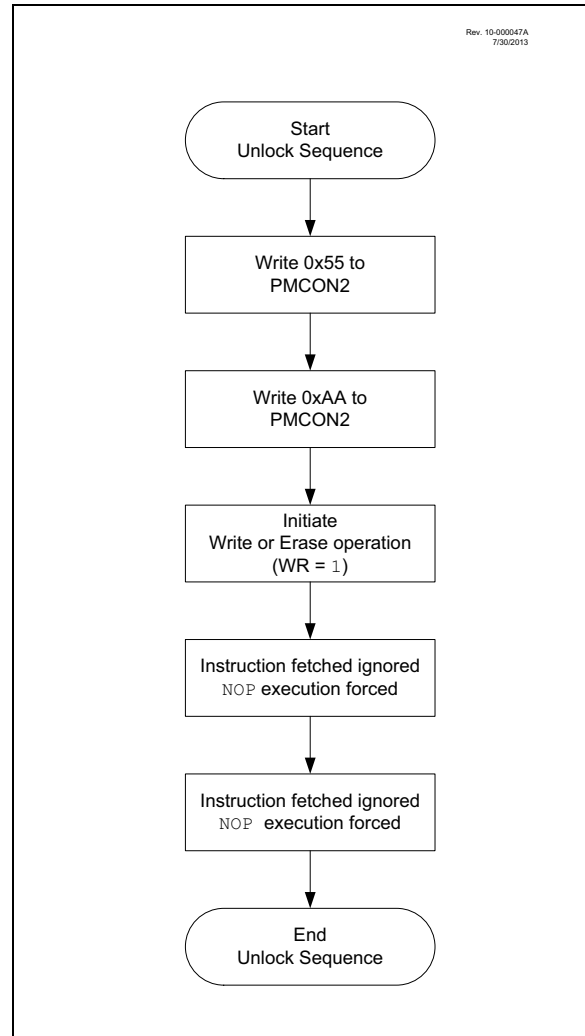 Rev. 10-000047A
7/30/2013
Start
Unlock Sequence
Write 0x55 to
PMCON2
Write 0xAA to
PMCON2
Initiate
Write or Erase operation
(WR = 1)
Instruction fetched ignored
NOP execution forced
Instruction fetched ignored
NOP execution forced
End
Unlock Sequence